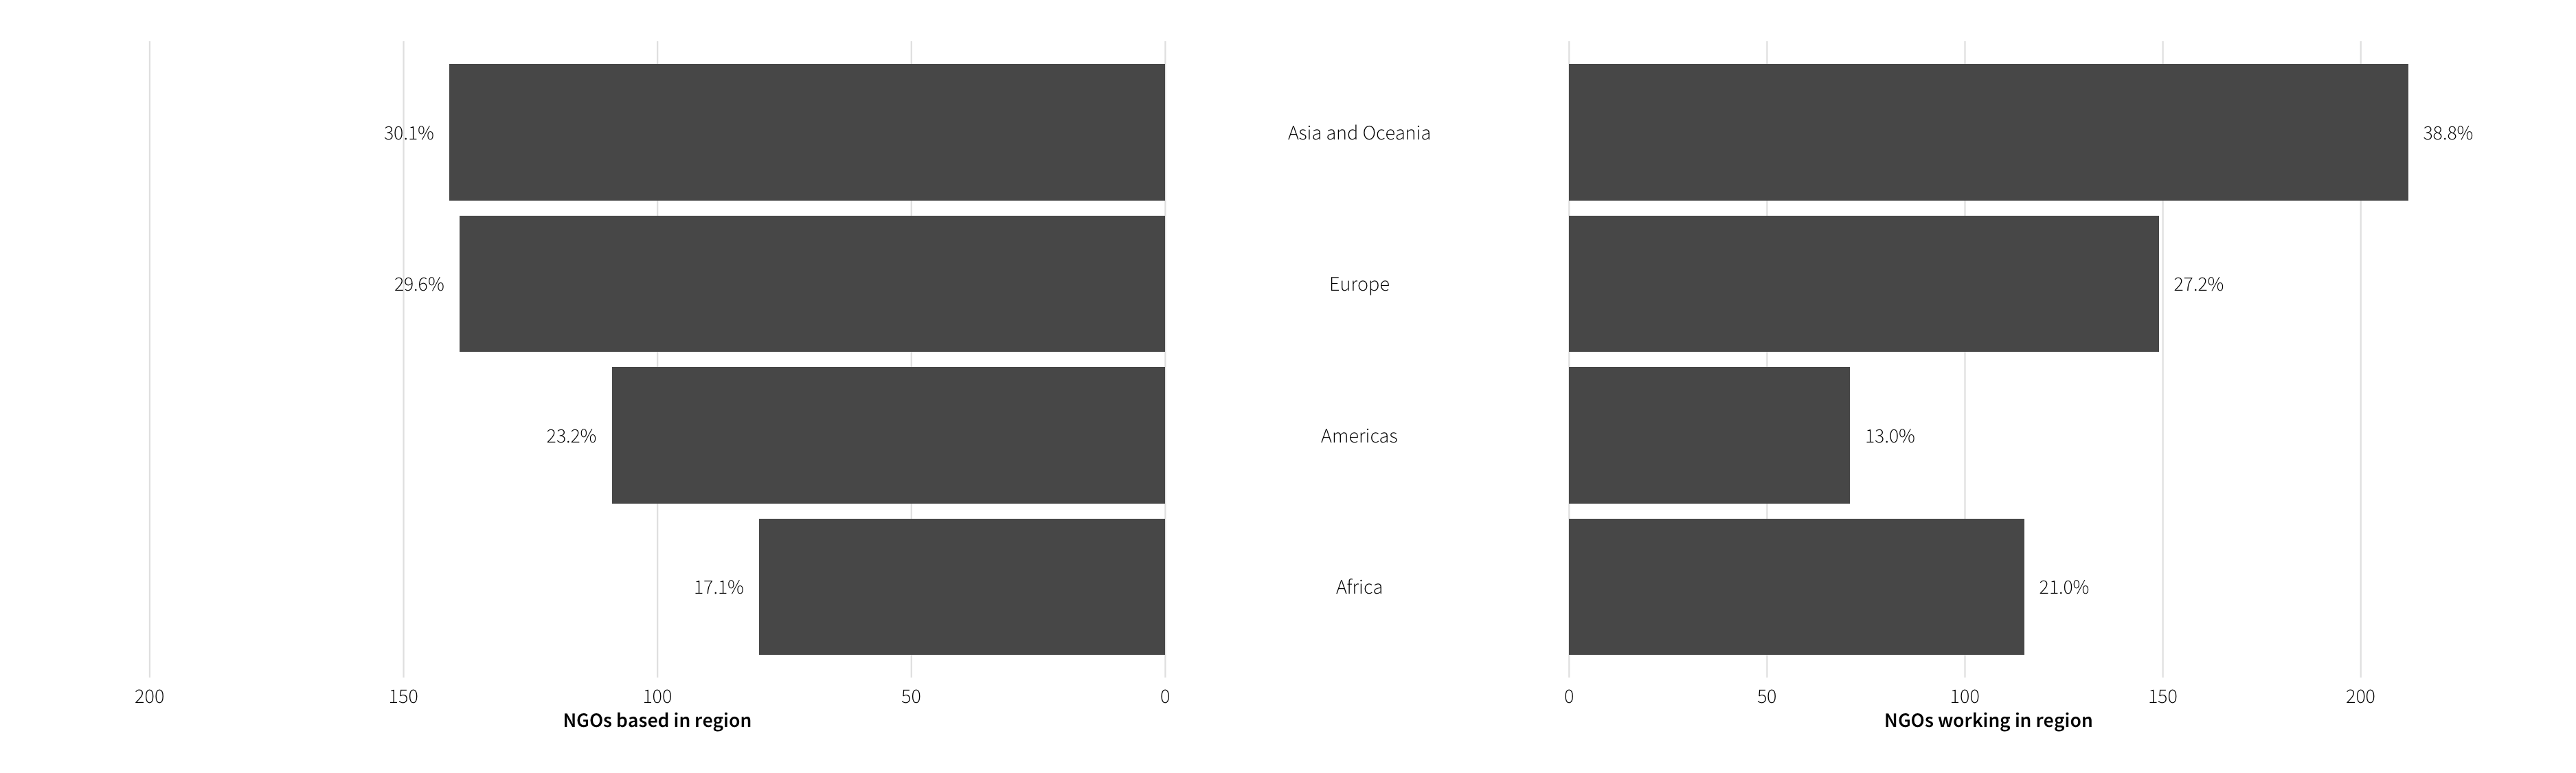 30.1% Asia and Oceania 38.8%
29.6% Europe 27.2%
23.2% Americas 13.0%
17.1% Africa 21.0%
200 150 100 50 0 0 50 100 150 200
NGOs based in region NGOs working in region